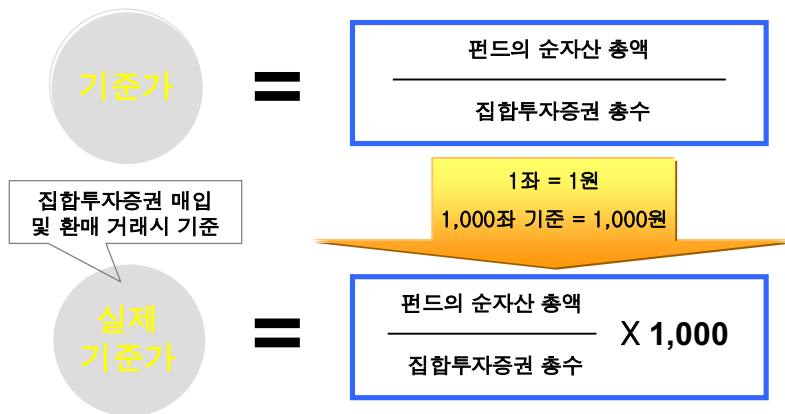 기준가
=
펀드의 순자산 총액
집합투자증권 총수
1좌 = 1원
1,000좌 기준 = 1,000원
집합투자증권 매입
및 환매 거래시 기준
실제
기준가
=
펀드의 순자산 총액
집합투자증권 총수
X 1,000